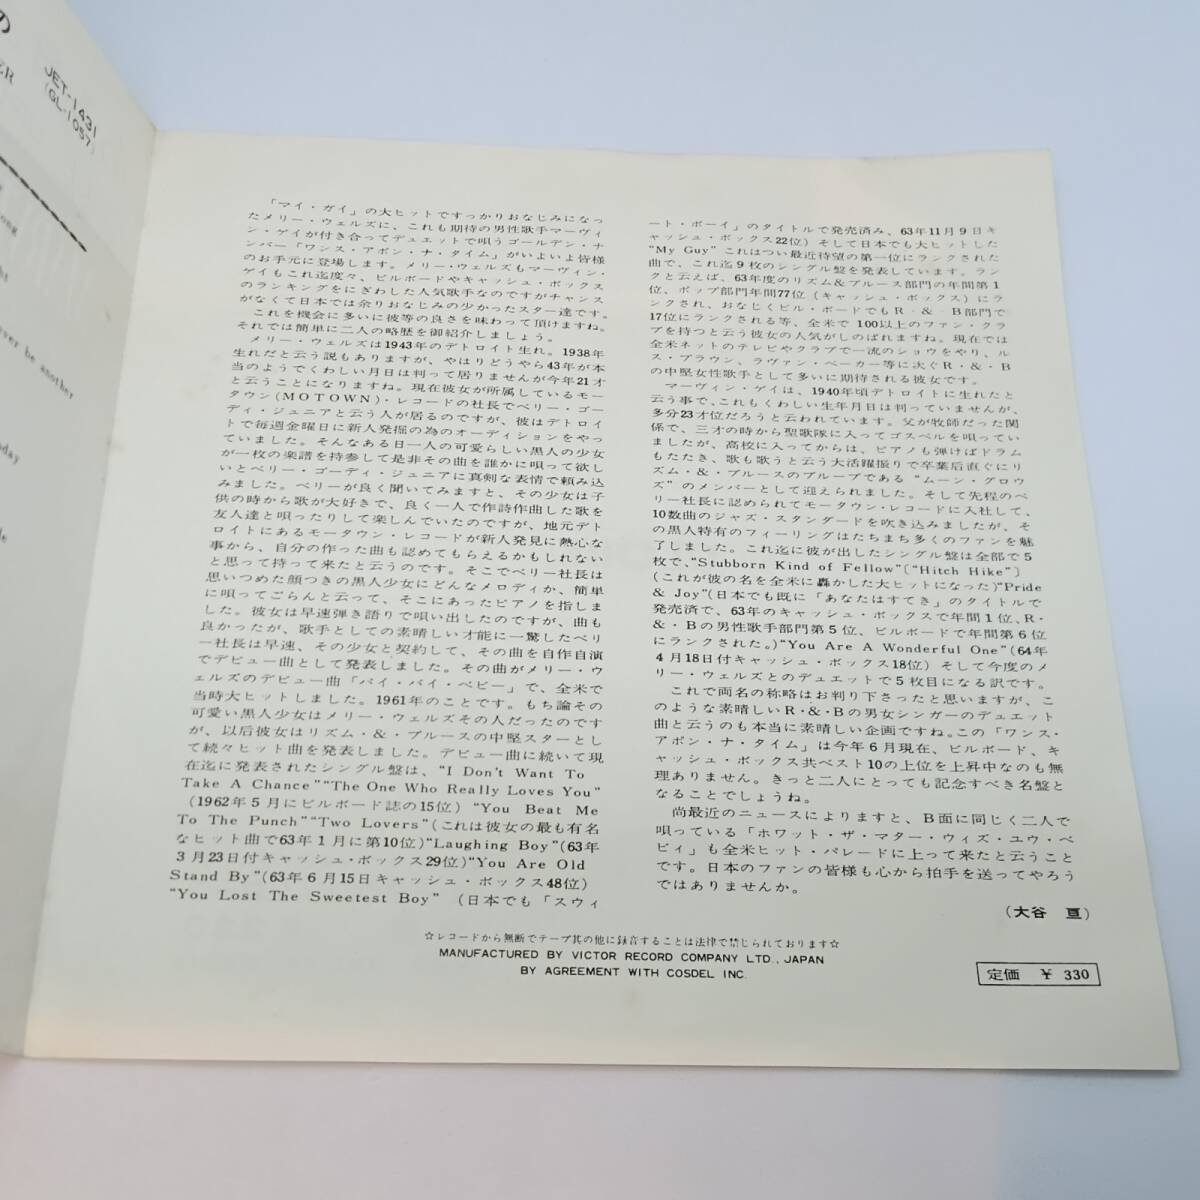 の
ER
JET-1431
(GL-1057)
ong
ever be another
day
de
「マイ・ガイ」の大ヒットですっかりおなじみになっ
たメリー・ウェルズに、これも期待の男性歌手マーヴィ
ン・ゲイが付き合ってデュエットで唄うゴールデン・ナ
ンバー「ワンス・アポン・ナ・タイム」がいよいよ皆様
のお手元に登場します。メリー・ウェルズもマーヴィン・
ゲイもこれ迄度々、ビルボードやキャッシュ・ボックス
のランキングをにぎわした人気歌手なのですがチャンス
がなくて日本では余りおなじみの少かったスター達です。
これを機会に多いに彼等の良さを味わって頂けますね。
それでは簡単に二人の略歴を御紹介しましょう。
メリー・ウェルズは1943年のデトロイト生れ。1938年
生れだと云う説もありますが、やはりどうやら43年が本
当のようでくわしい月日は判って居りませんが今年21才
と云うことになりますね。現在彼女が所属しているモー
タウン(MOTOWN)・レコードの社長でベリー・ゴー
ディ・ジュニアと云う人が居るのですが、彼はデトロイ
トで毎週金曜日に新人発掘の為のオーディションをやっ
ていました。そんなある日一人の可愛らしい黒人の少女
が一枚の楽譜を持参して是非その曲を誰かに唄って欲し
いとベリー・ゴーディ・ジュニアに真剣な表情で頼み込
みました。ベリーが良く聞いてみますと、その少女は子
供の時から歌が大好きで、良く一人で作詩作曲した歌を
友人達と唄ったりして楽しんでいたのですが、地元デト
ロイトにあるモータウン・レコードが新人発見に熱心な
事から、自分の作った曲も認めてもらえるかもしれない
と思って持って来たと云うのです。そこでベリー社長は
思いつめた顔つきの黒人少女にどんなメロディか、簡単
に唄ってごらんと云って、そこにあったピアノを指しま
した。彼女は早速弾き語りで唄い出したのですが、曲も
良かったが、歌手としての素晴しい才能に一驚したベリ
ー社長は早速、その少女と契約して、その曲を自作自演
でデビュー曲として発表しました。その曲がメリー・ウ
ェルズのデビュー曲「バイ・バイ・ベビー」で、全米で
当時大ヒットしました。1961年のことです。もち論その
可愛い黒人少女はメリー・ウェルズその人だったのです
が、以后彼女はリズム・&・ブルースの中堅スターとし
て続々ヒット曲を発表しました。デビュー曲に続いて現
在迄に発表されたシングル盤は、“I Don't Want To
Take A Chance”“The One Who Really Loves You”
(1962年5月にビルボード誌の15位) “You Beat Me
To The Punch”“Two Lovers”(これは彼女の最も有名
なヒット曲で63年1月に第10位)“Laughing Boy”(63年
3月23日付キャッシュ・ボックス29位)“You Are Old
Stand By”(63年6月15日キャッシュ・ボックス48位)
“You Lost The Sweetest Boy” (日本でも「スウィ
ート・ボーイ」のタイトルで発売済み、63年11月9日キ
ャッシュ・ボックス22位) そして日本でも大ヒットした
“My Guy” これはつい最近待望の第一位にランクされた
曲で、これ迄9枚のシングル盤を発表しています。ラン
クと云えば、63年度のリズム&ブルース部門の年間第1
位、ポップ部門年間77位(キャッシュ・ボックス)にラ
ンクされ、おなじくビル・ボードでもR・&・B部門で
17位にランクされる等、全米で100以上のファン・クラ
ブを持つと云う彼女の人気がしのばれますね。現在では
全米ネットのテレビやクラブで一流のショウをやり、ル
ス・ブラウン、ラヴァン・ベーカー等に次ぐR・&・B
の中堅女性歌手として多いに期待される彼女です。
マーヴィン・ゲイは、1940年頃デトロイトに生れたと
云う事で、これもくわしい生年月日は判っていませんが、
多分23才位だろうと云われています。父が牧師だった関
係で、三才の時から聖歌隊に入ってゴスペルを唄ってい
ましたが、高校に入ってからは、ピアノも弾けばドラム
もたたき、歌も歌うと云う大活躍振りで卒業后直ぐにリ
ズム・&・ブルースのブループである “ムーン・グロウ
ズ”のメンバーとして迎えられました。そして先程のベ
リー社長に認められてモータウン・レコードに入社して、
10数曲のジャズ・スタンダードを吹き込みましたが、そ
の黒人特有のフィーリングはたちまち多くのファンを魅
了しました。これ迄に彼が出したシングル盤は全部で5
枚で、“Stubborn Kind of Fellow”〔“Hitch Hike”〕
(これが彼の名を全米に轟かした大ヒットになった)“Pride
& Joy”(日本でも既に「あなたはすてき」のタイトルで
発売済で、63年のキャッシュ・ボックスで年間1位、R・
&・Bの男性歌手部門第5位、ビルボードで年間第6位
にランクされた。)“You Are A Wonderful One”(64年
4月18日付キャッシュ・ボックス18位) そして今度のメ
リー・ウェルズとのデュエットで5枚目になる訳です。
これで両名の称略はお判り下さったと思いますが、こ
のような素晴しいR・&・Bの男女シンガーのデュエット
曲と云うのも本当に素晴しい企画ですね。この「ワンス・
アポン・ナ・タイム」は今年6月現在、ビルボード、キ
ャッシュ・ボックス共ベスト10の上位を上昇中なのも無
理ありません。きっと二人にとっても記念すべき名盤と
なることでしょうね。
尚最近のニュースによりますと、B面に同じく二人で
唄っている「ホワット・ザ・マター・ウィズ・ユウ・ベ
ビィ」も全米ヒット・パレードに上って来たと云うこと
です。日本のファンの皆様も心から拍手を送ってやろう
ではありませんか。
(大谷 亘)
☆レコードから無断でテープ其の他に録音することは法律で禁じられております☆
MANUFACTURED BY VICTOR RECORD COMPANY LTD., JAPAN
BY AGREEMENT WITH COSDEL INC.
定価 ¥ 330